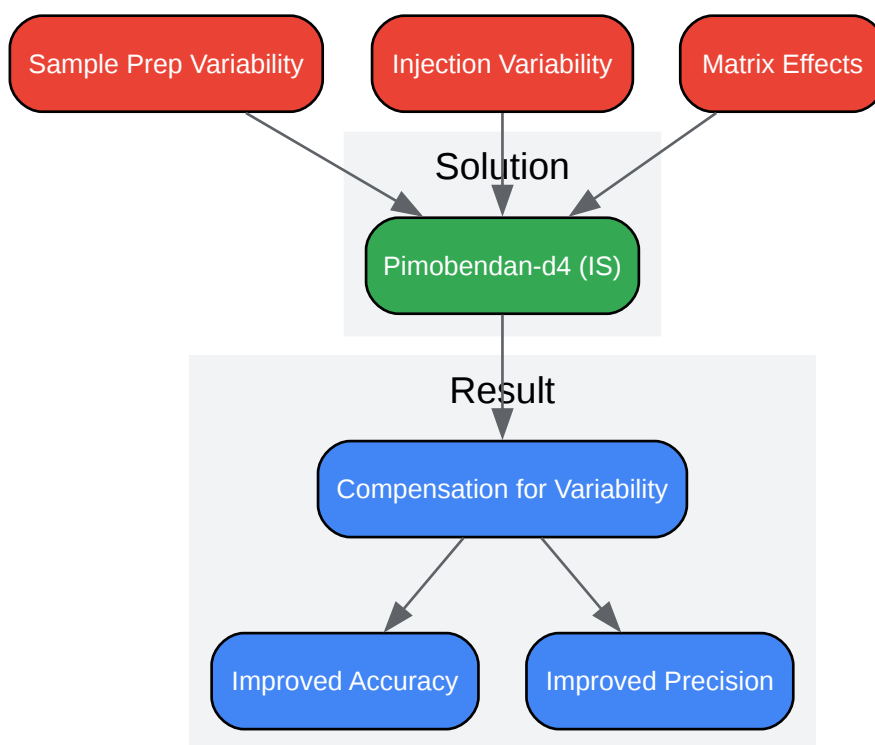 Sample Prep Variability
Injection Variability
Matrix Effects
Solution
Pimobendan-d4 (IS)
Result
Compensation for Variability
Improved Accuracy
Improved Precision